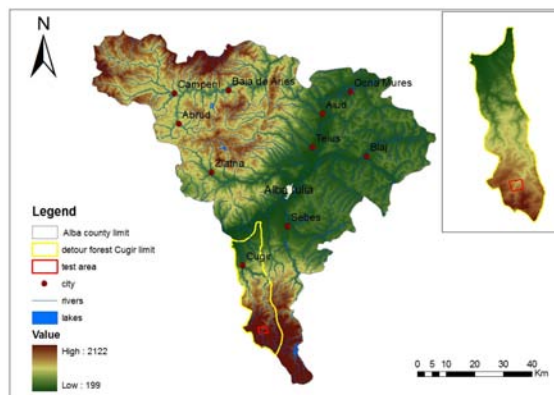 N
Ocna Mures
Baia de Aries
Campeni
Aiud
Abrud
Teius
Blaj
Zlatna
Alba Iulia
Sebes
Cugir
Legend
Alba county limit
detour forest Cugir limit
test area
city
rivers
lakes
Value
High : 2122
Low : 199
0 5 10 20 30 40
Km